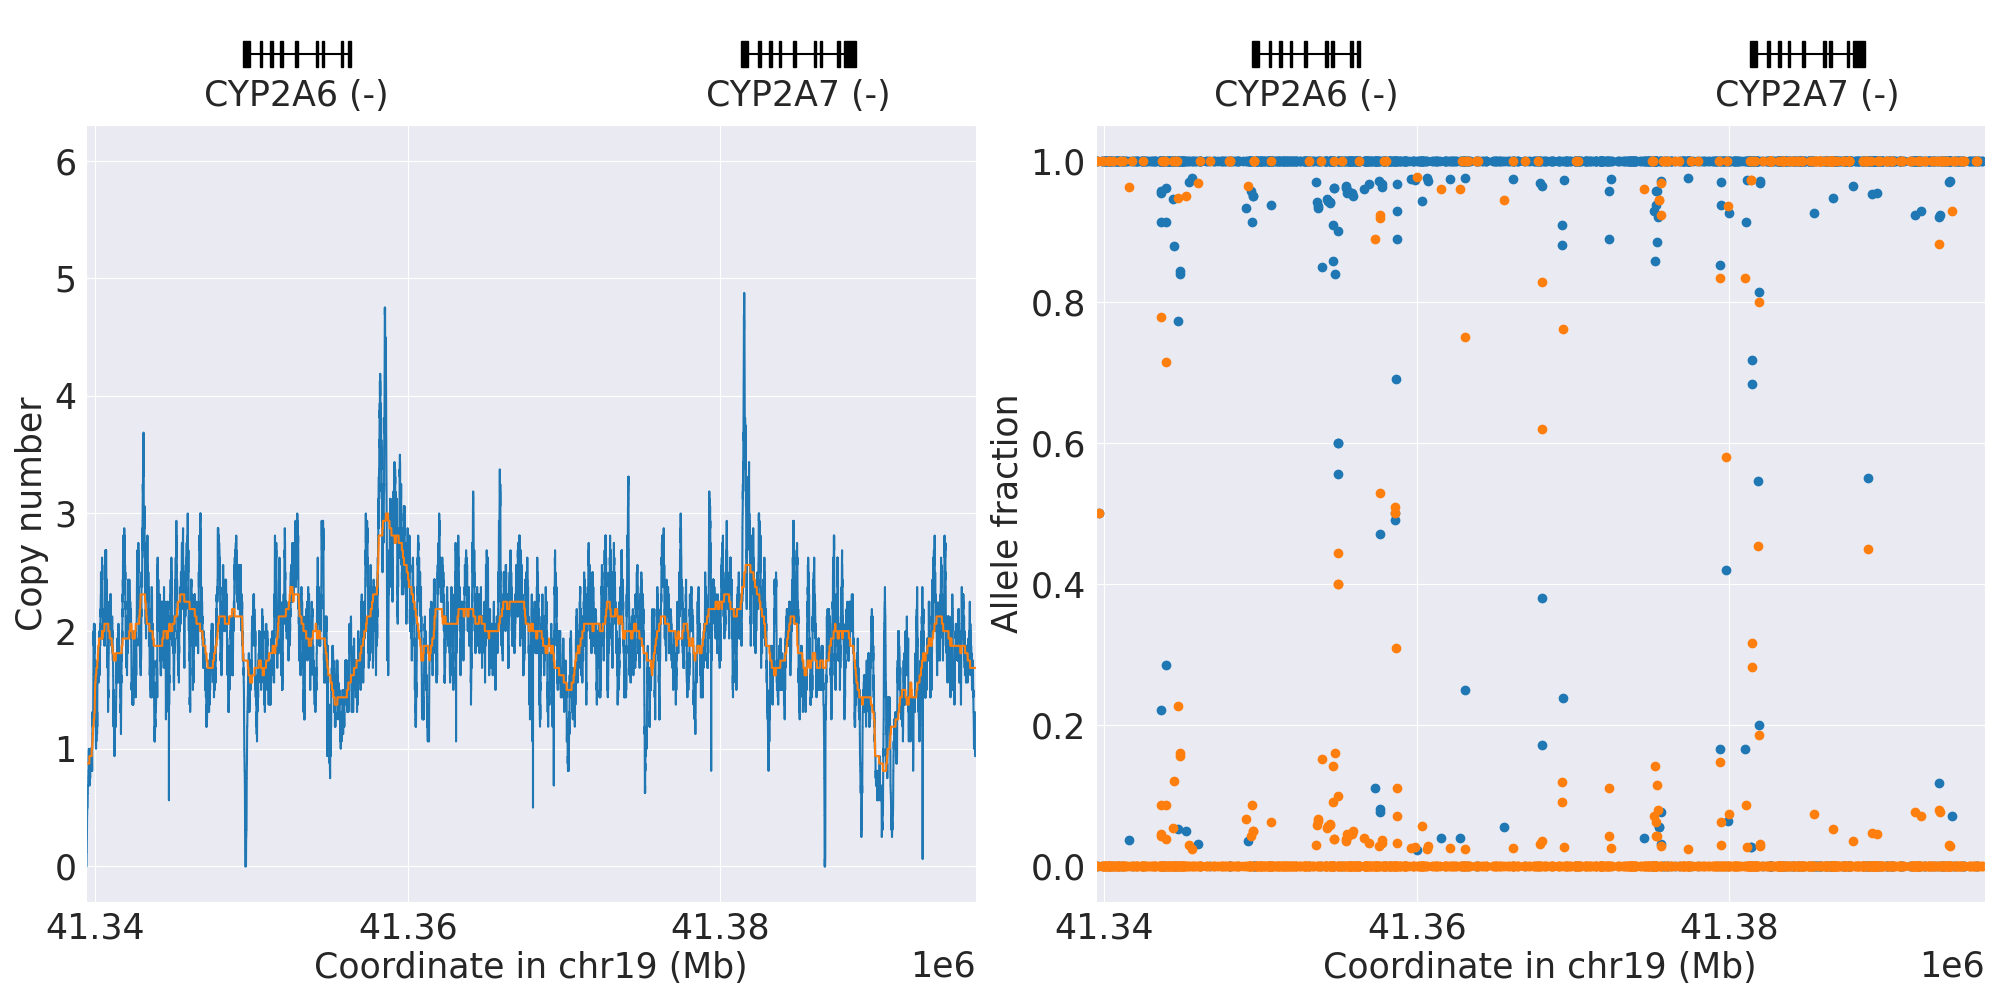 CYP2A6 (-)
CYP2A7 (-)
CYP2A6 (-)
CYP2A7 (-)
Copy number
6
5
4
3
2
1
0
41.34
41.36
41.38
Coordinate in chr19 (Mb)
1e6
Allele fraction
1.0
0.8
0.6
0.4
0.2
0.0
41.34
41.36
41.38
Coordinate in chr19 (Mb)
1e6